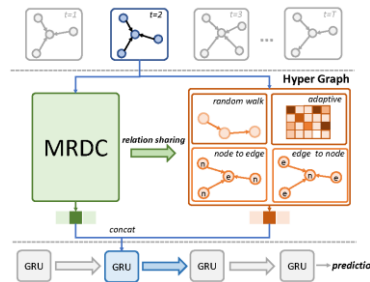 t=1
t=2
t=3
...
t=T
Hyper Graph
MRDC
relation sharing
random walk
adaptive
node to edge
edge to node
n
e
n
n
e
n
e
e
concat
GRU
GRU
GRU
GRU
prediction